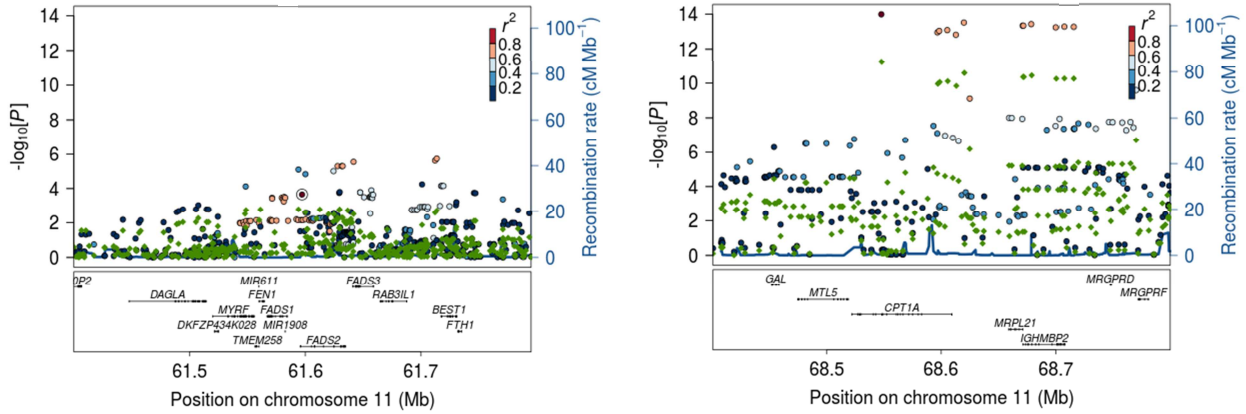 14
12
10
8
6
4
2
0
-log10[P]
r2
0.8
0.6
0.4
0.2
100
80
60
40
20
0
Recombination rate (cM Mb−1)
0P2
MIR611
FADS3
DAGLA
FEN1
RAB3IL1
MYRF
FADS1
BEST1
DKFZP434K028
MIR1908
FTH1
TMEM258
FADS2
61.5
61.6
61.7
Position on chromosome 11 (Mb)
14
12
10
8
6
4
2
0
-log10[P]
r2
0.8
0.6
0.4
0.2
100
80
60
40
20
0
Recombination rate (cM Mb−1)
GAL
MRGPRD
MTL5
MRGPRF
CPT1A
MRPL21
IGHMBP2
68.5
68.6
68.7
Position on chromosome 11 (Mb)